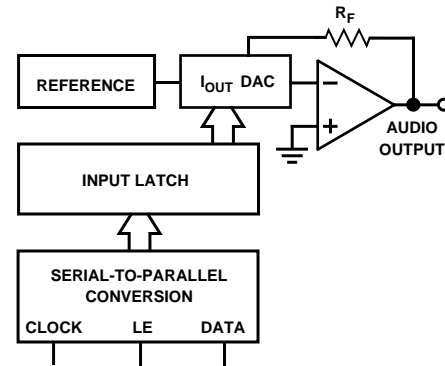 R_F
REFERENCE
I_OUT DAC
−
+
AUDIO
OUTPUT
INPUT LATCH
SERIAL-TO-PARALLEL
CONVERSION
CLOCK LE DATA